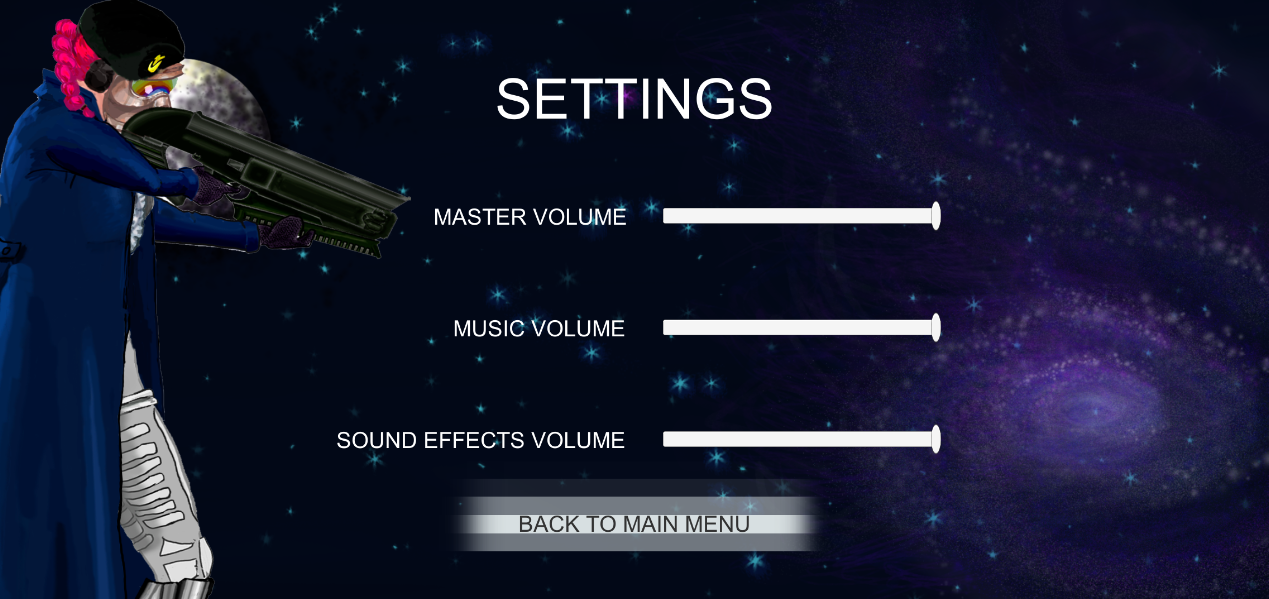 SETTINGS
MASTER VOLUME
MUSIC VOLUME
SOUND EFFECTS VOLUME
BACK TO MAIN MENU